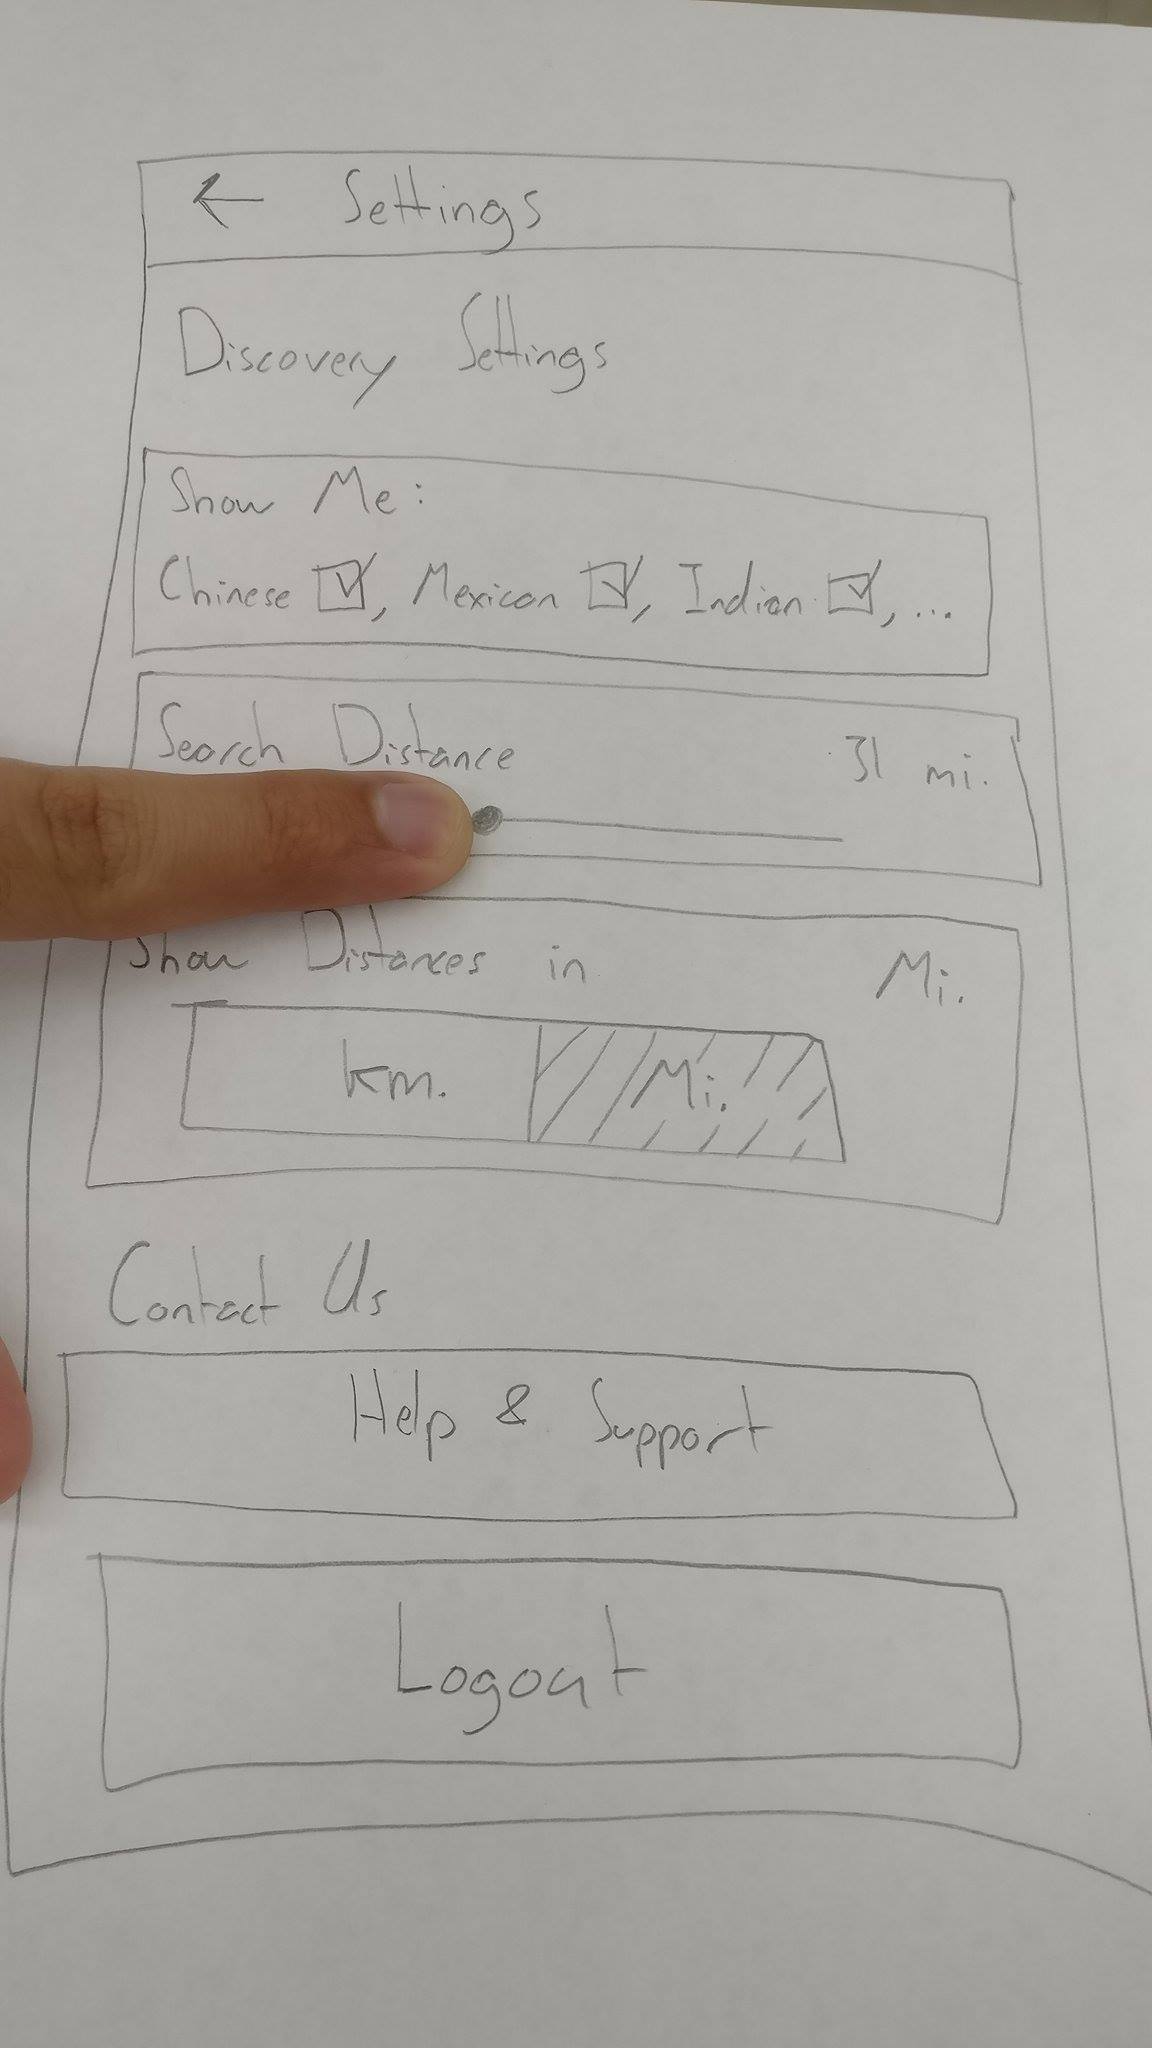 ← Settings
Discovery Settings
Show Me:
Chinese ☑, Mexican ☑, Indian ☑, ...
Search Distance 31 mi.
Show Distances in Mi.
km. Mi.
Contact Us
Help & Support
Logout